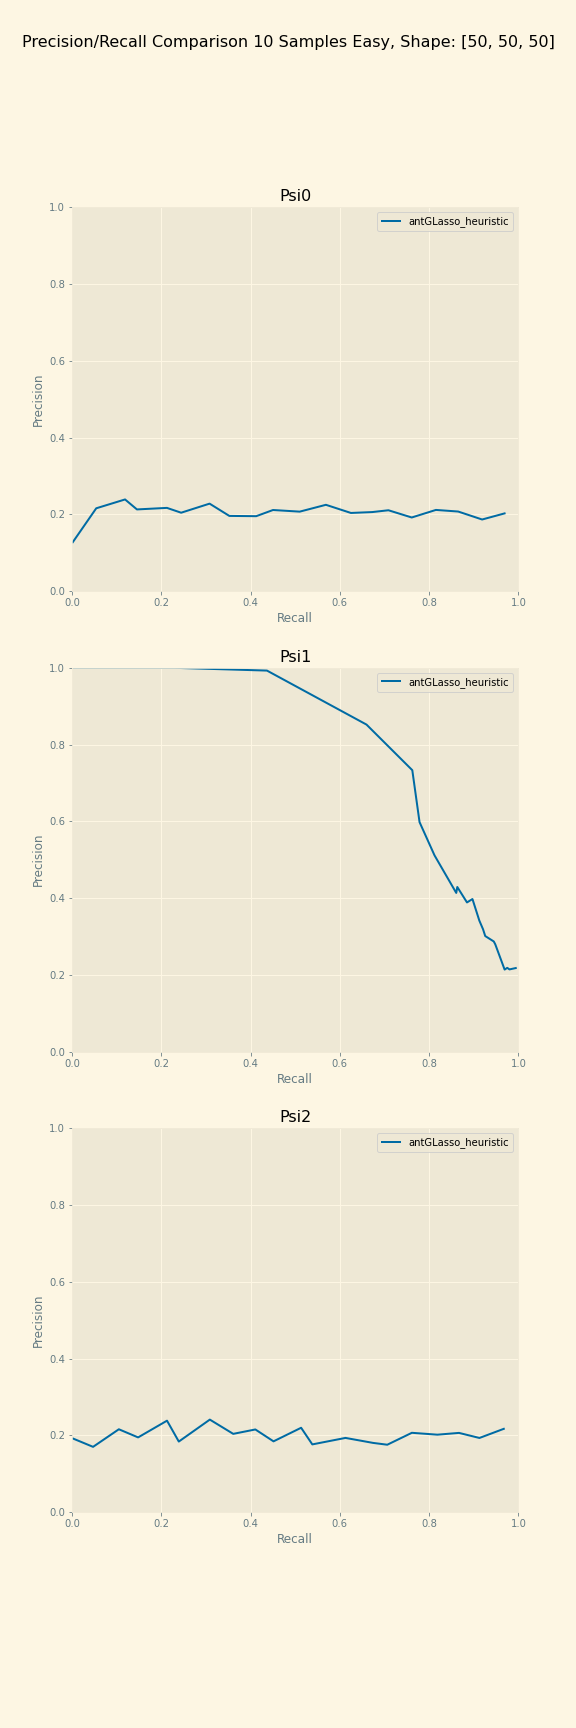 Precision/Recall Comparison 10 Samples Easy, Shape: [50, 50, 50]
Psi0
1.0
antGLasso_heuristic
0.8
0.6
Precision
0.4
0.2
0.0
0.0 0.2 0.4 0.6 0.8 1.0
Recall
Psi1
1.0
antGLasso_heuristic
0.8
0.6
Precision
0.4
0.2
0.0
0.0 0.2 0.4 0.6 0.8 1.0
Recall
Psi2
1.0
antGLasso_heuristic
0.8
0.6
Precision
0.4
0.2
0.0
0.0 0.2 0.4 0.6 0.8 1.0
Recall